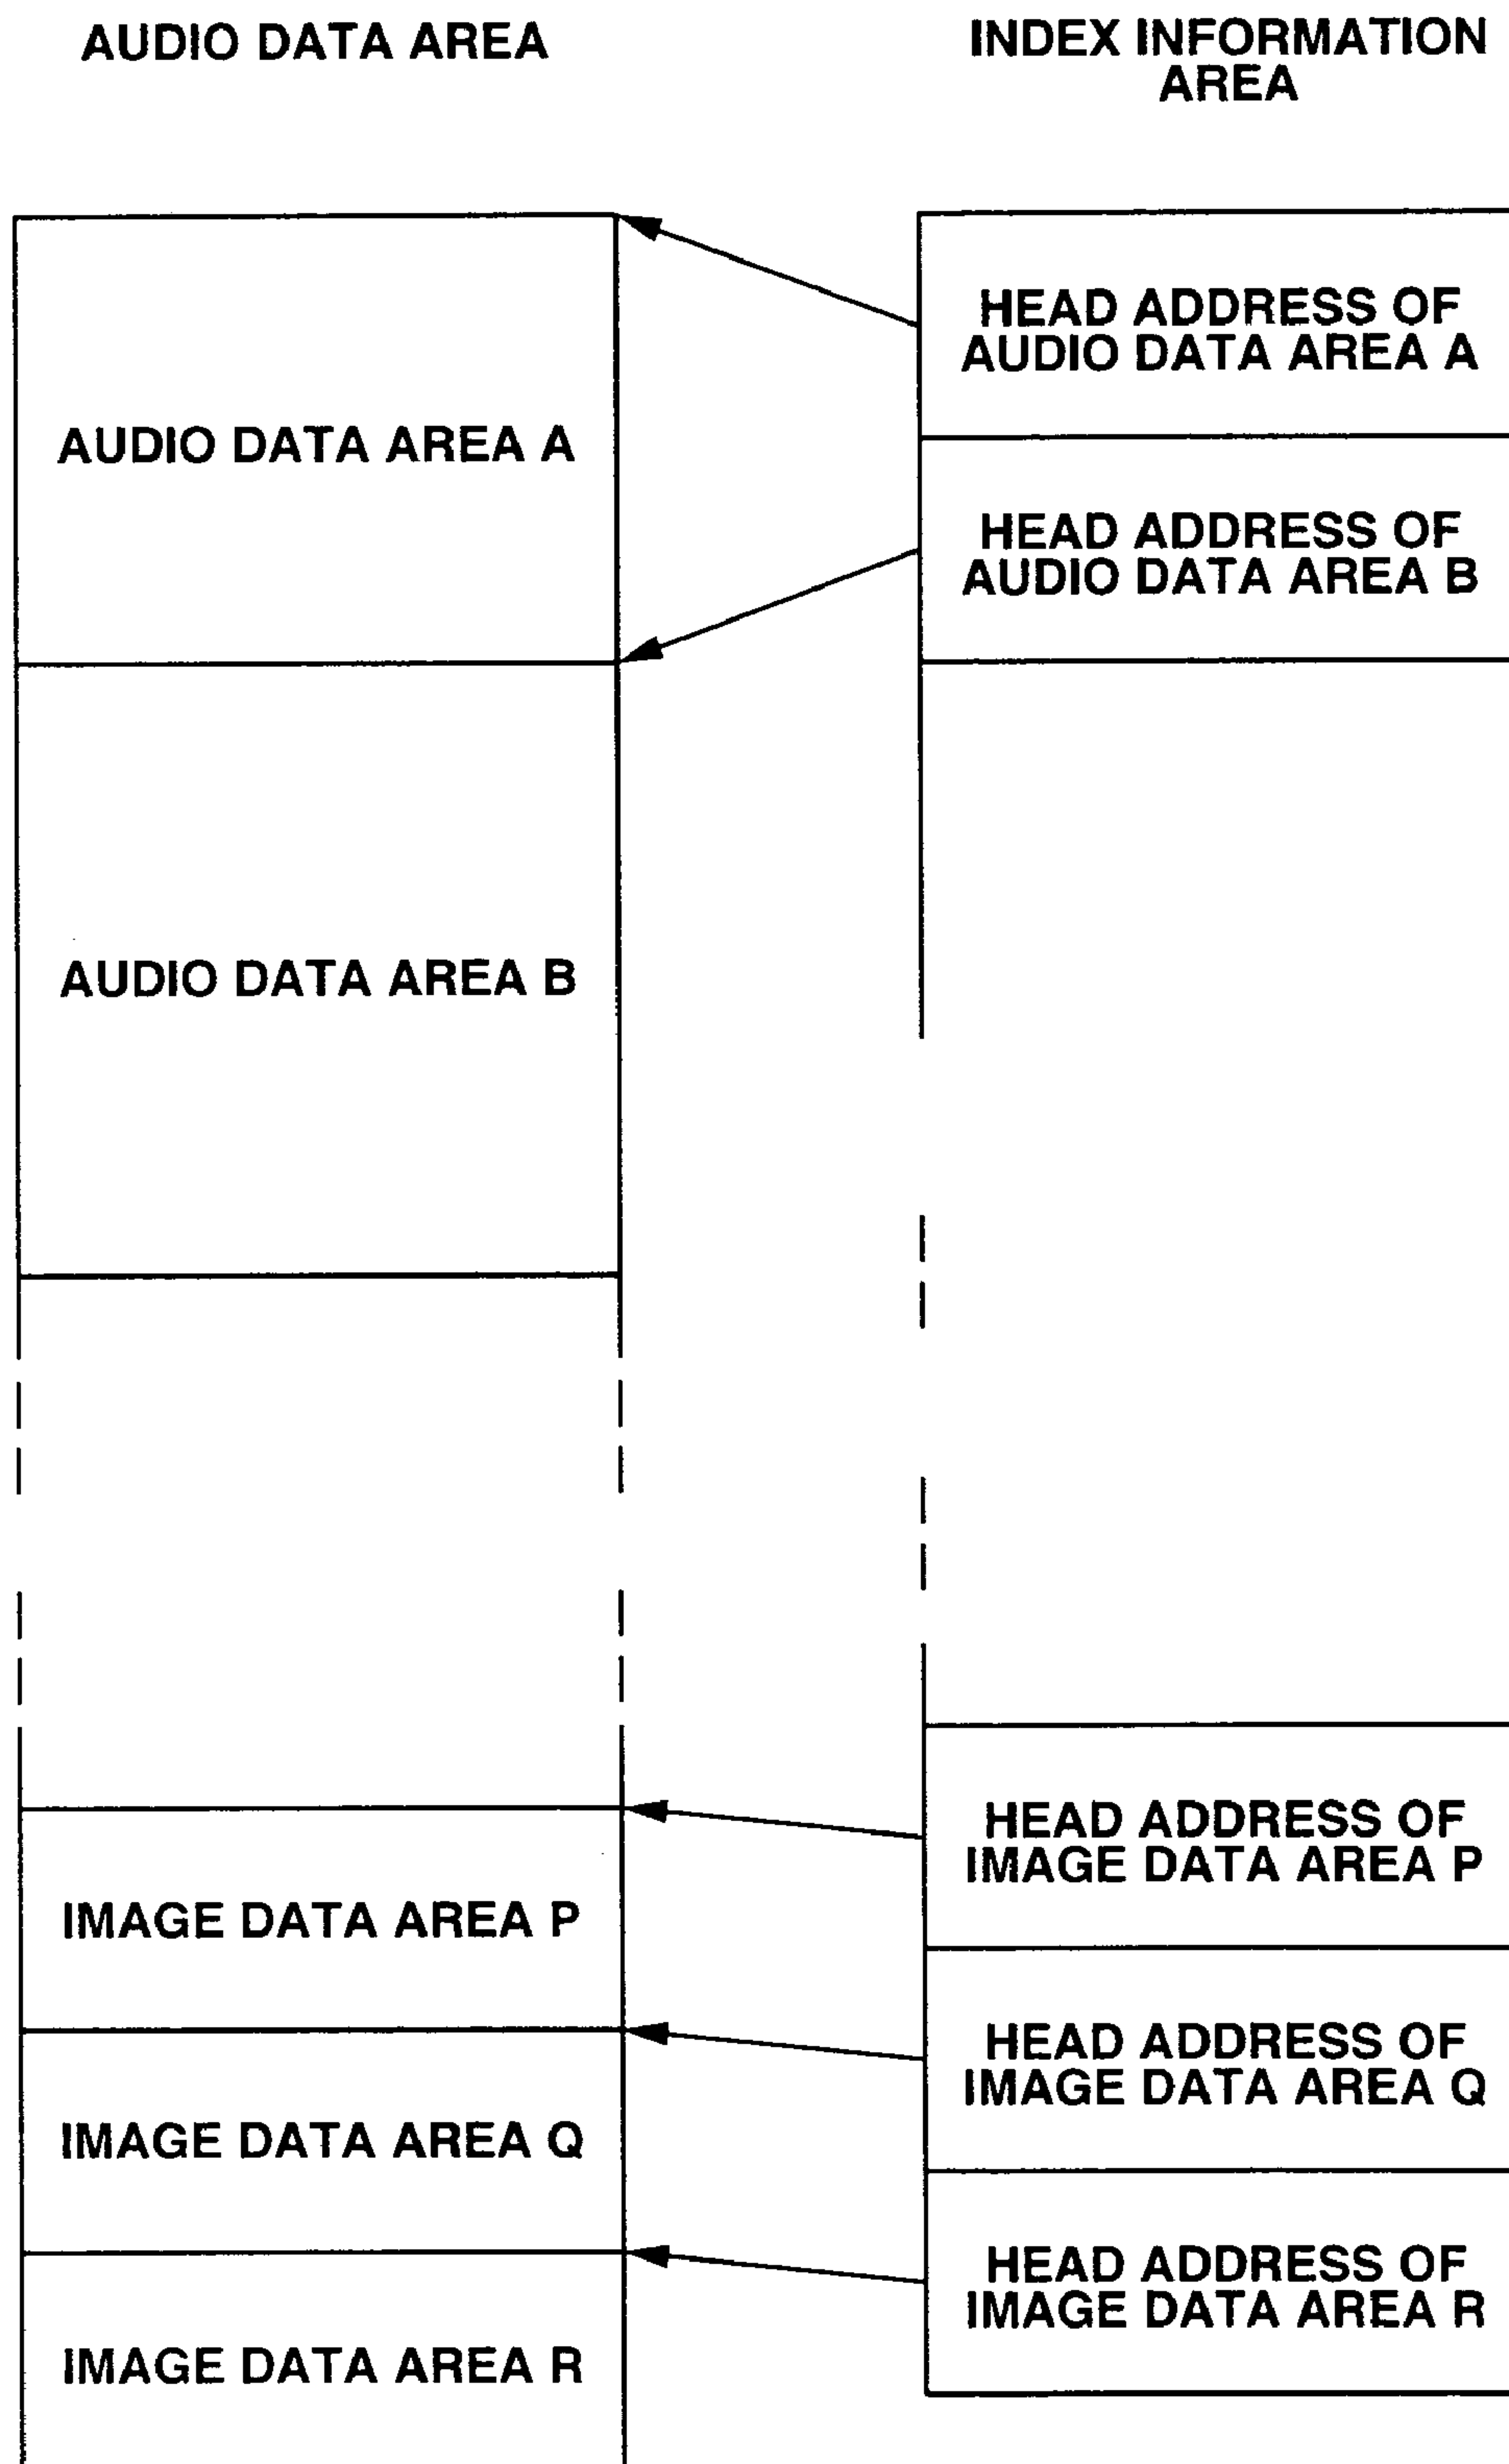 AUDIO DATA AREA
INDEX INFORMATION
AREA
AUDIO DATA AREA A
AUDIO DATA AREA B
IMAGE DATA AREA P
IMAGE DATA AREA Q
IMAGE DATA AREA R
HEAD ADDRESS OF
AUDIO DATA AREA A
HEAD ADDRESS OF
AUDIO DATA AREA B
HEAD ADDRESS OF
IMAGE DATA AREA P
HEAD ADDRESS OF
IMAGE DATA AREA Q
HEAD ADDRESS OF
IMAGE DATA AREA R